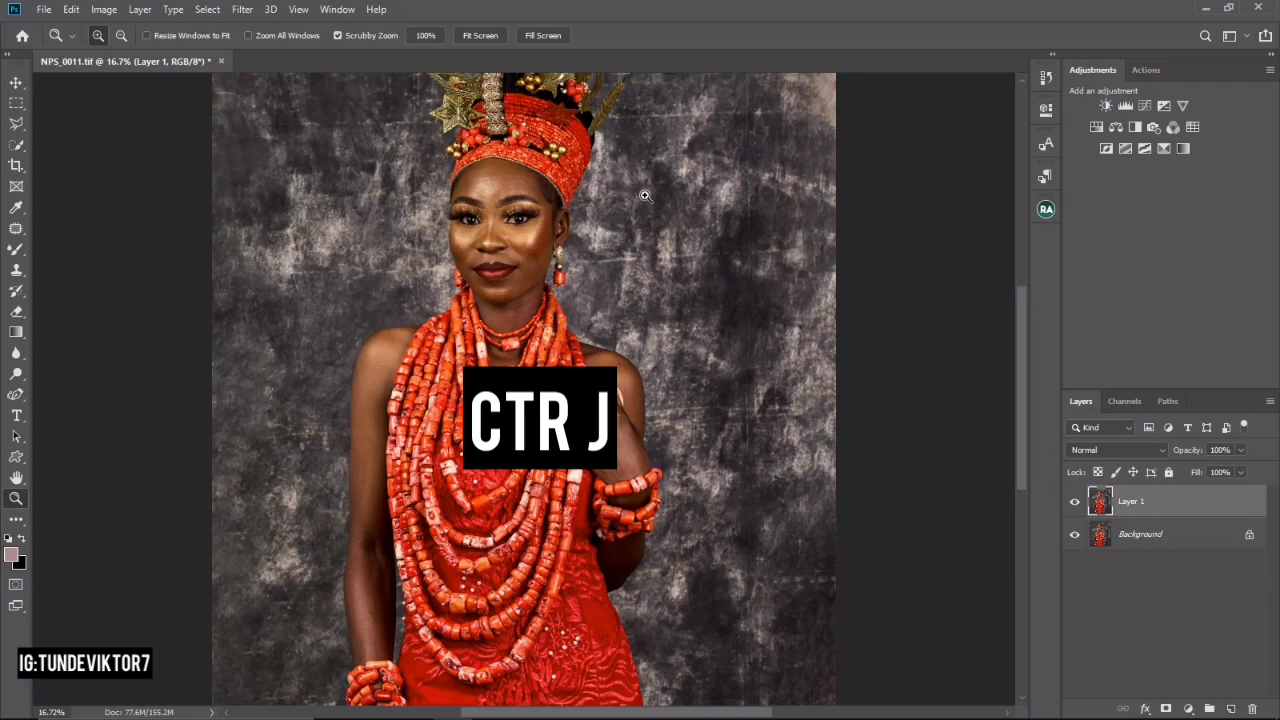 Ps File Edit Image Layer Type Select Filter 3D View Window Help
Resize Windows to Fit Zoom All Windows Scrubby Zoom 100% Fit Screen Fill Screen
NPS_0011.tif @ 16.7% (Layer 1, RGB/8*) *
Adjustments Actions
Add an adjustment
RA
CTR J
Layers Channels Paths
Kind
Normal Opacity: 100%
Lock: Fill: 100%
Layer 1
Background
IG:TUNDEVIKTOR7
16.72% Doc: 77.6M/155.2M